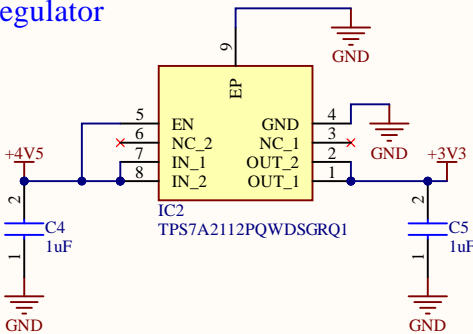 egulator
9
GND
EP
5 EN GND 4
6 NC_2 NC_1 3
7 IN_1 OUT_2 2
8 IN_2 OUT_1 1
GND
+4V5
+3V3
IC2
TPS7A2112PQWDSGRQ1
2
C4
1uF
1
GND
2
C5
1uF
1
GND